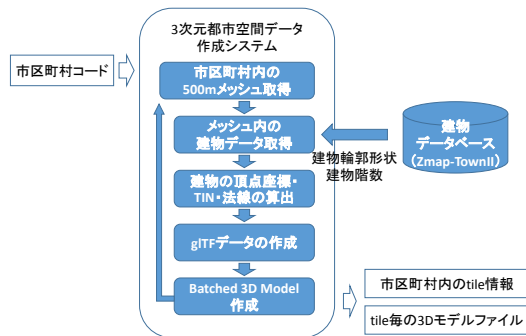 3次元都市空間データ
作成システム
市区町村コード
市区町村内の
500mメッシュ取得
メッシュ内の
建物データ取得
建物
データベース
(Zmap-TownII)
建物輪郭形状
建物階数
建物の頂点座標・
TIN・法線の算出
glTFデータの作成
Batched 3D Model
作成
市区町村内のtile情報
tile毎の3Dモデルファイル